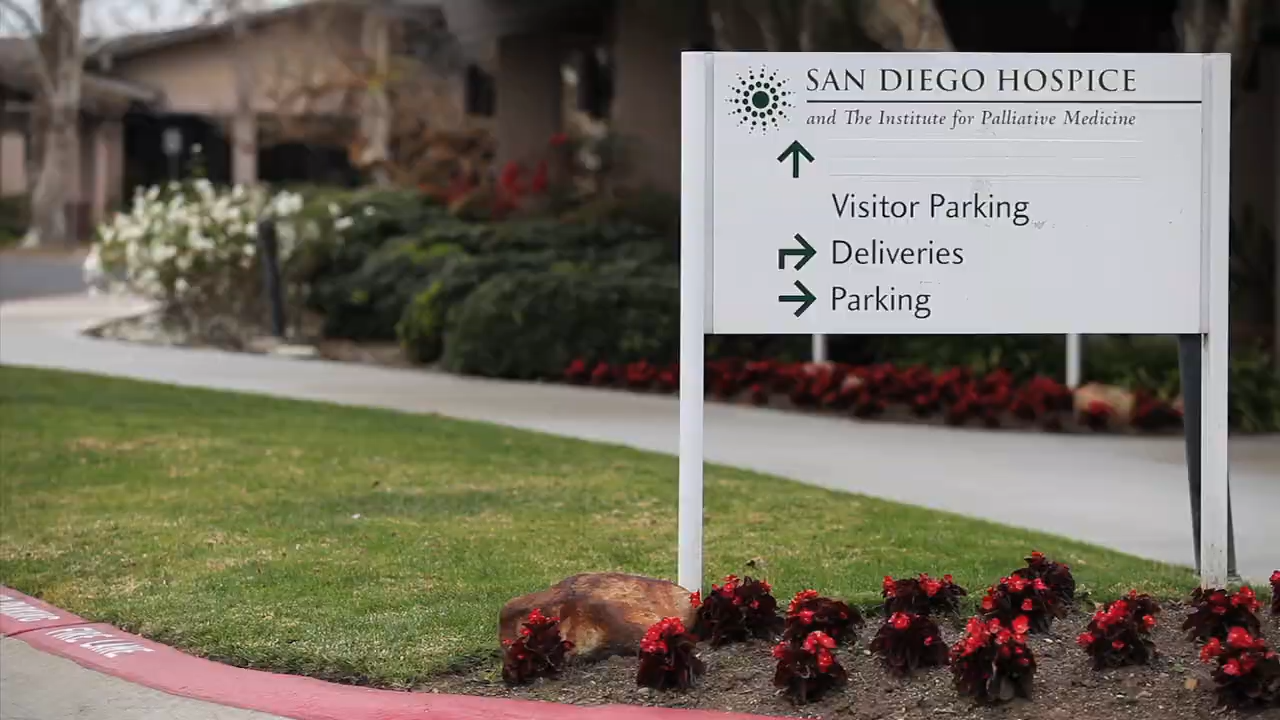 SAN DIEGO HOSPICE
and The Institute for Palliative Medicine
Visitor Parking
Deliveries
Parking